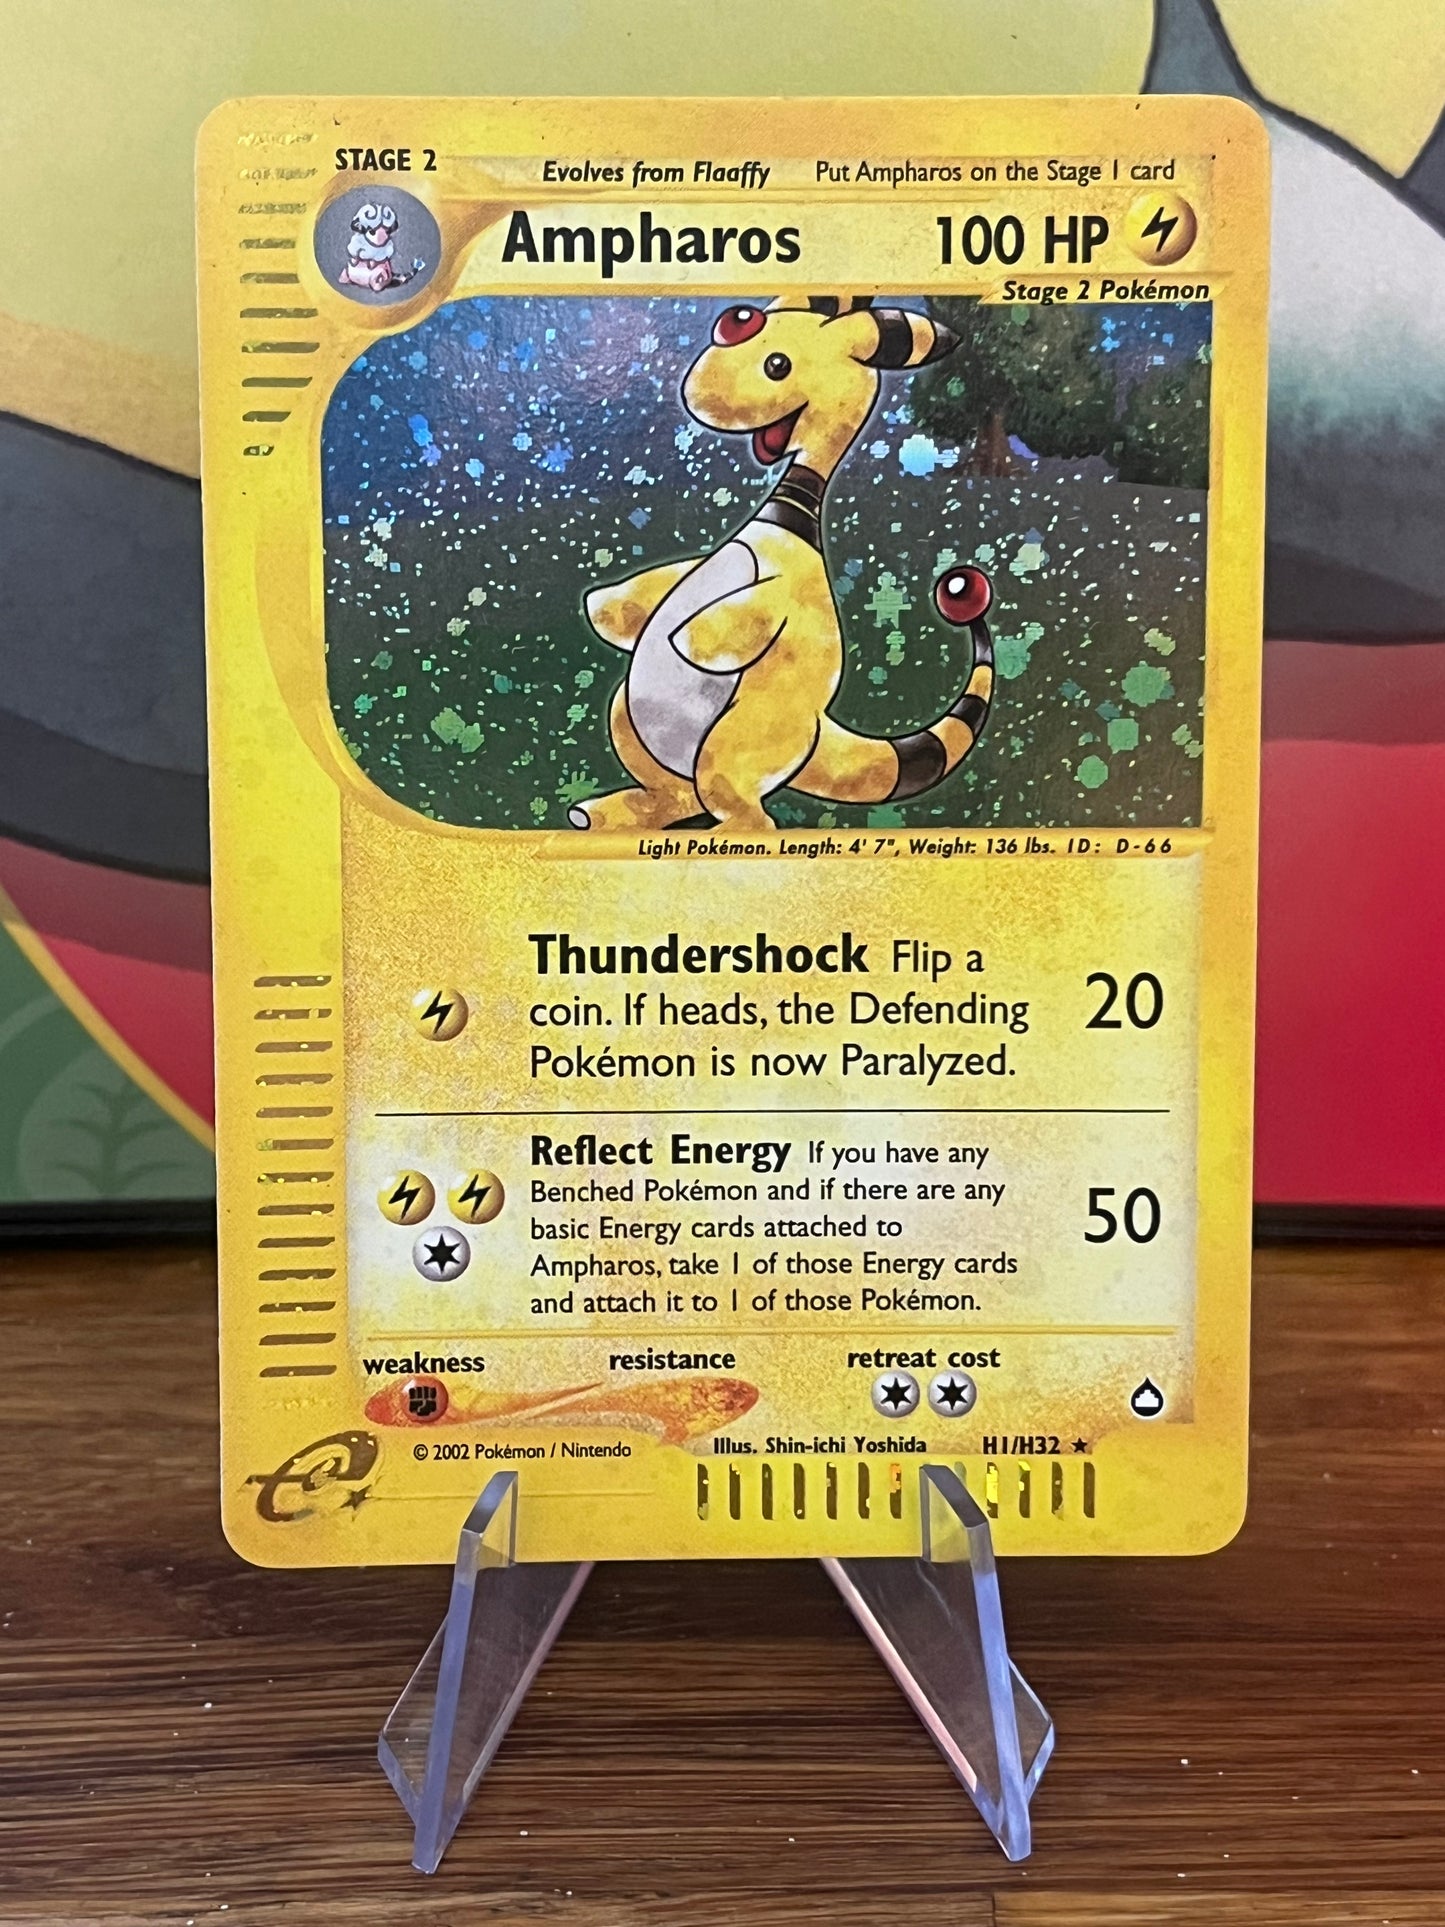 STAGE 2
Evolves from Flaaffy Put Ampharos on the Stage 1 card
Ampharos 100 HP
Stage 2 Pokémon
Light Pokémon. Length: 4' 7", Weight: 136 lbs. ID: D-66
Thundershock Flip a
coin. If heads, the Defending
Pokémon is now Paralyzed.
20
Reflect Energy If you have any
Benched Pokémon and if there are any
basic Energy cards attached to
Ampharos, take 1 of those Energy cards
and attach it to 1 of those Pokémon.
50
weakness resistance retreat cost
© 2002 Pokémon / Nintendo
Illus. Shin-ichi Yoshida H1/H32 ★
e